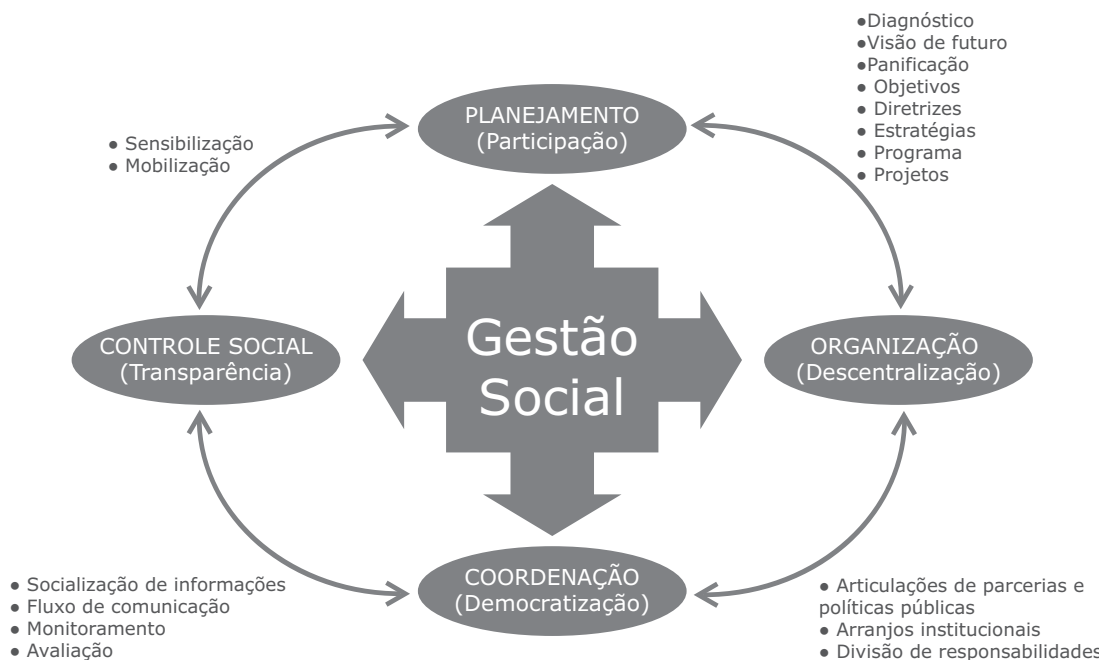 ●Diagnóstico
●Visão de futuro
●Panificação
● Objetivos
● Diretrizes
● Estratégias
● Programa
● Projetos
PLANEJAMENTO
(Participação)
● Sensibilização
● Mobilização
Gestão
Social
CONTROLE SOCIAL
(Transparência)
ORGANIZAÇÃO
(Descentralização)
COORDENAÇÃO
(Democratização)
● Socialização de informações
● Fluxo de comunicação
● Monitoramento
● Avaliação
● Articulações de parcerias e
políticas públicas
● Arranjos institucionais
● Divisão de responsabilidades